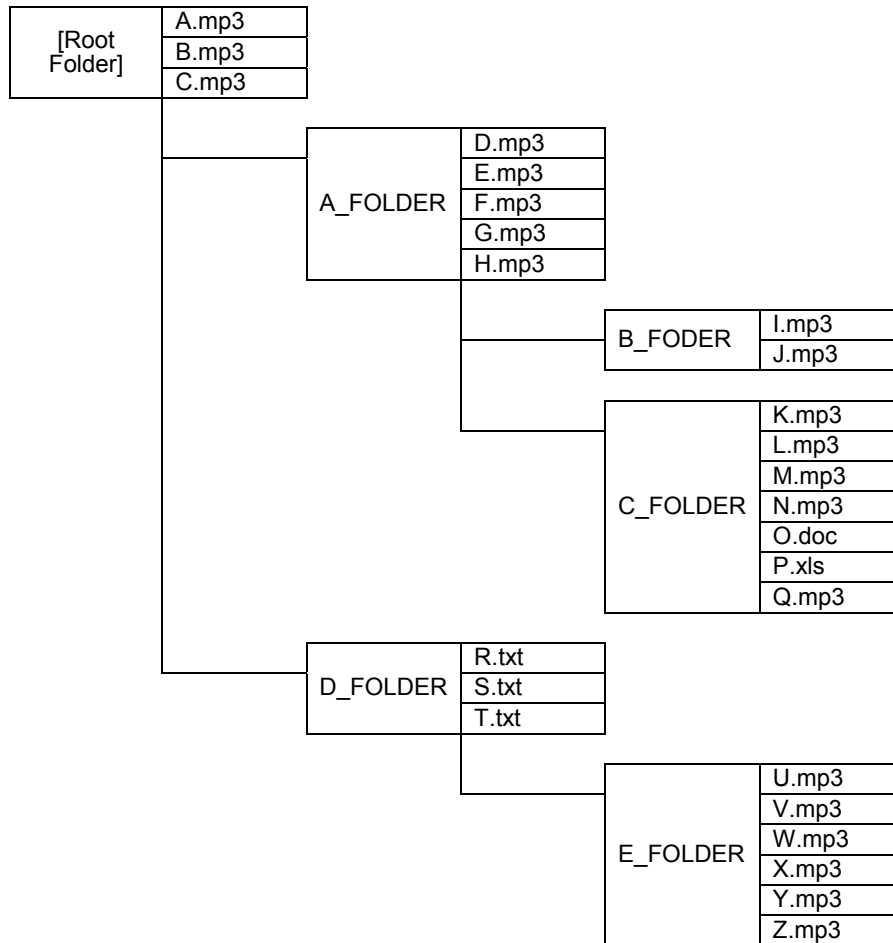 [Root
Folder]
A.mp3
B.mp3
C.mp3
A_FOLDER
D.mp3
E.mp3
F.mp3
G.mp3
H.mp3
B_FODER
I.mp3
J.mp3
C_FOLDER
K.mp3
L.mp3
M.mp3
N.mp3
O.doc
P.xls
Q.mp3
D_FOLDER
R.txt
S.txt
T.txt
E_FOLDER
U.mp3
V.mp3
W.mp3
X.mp3
Y.mp3
Z.mp3